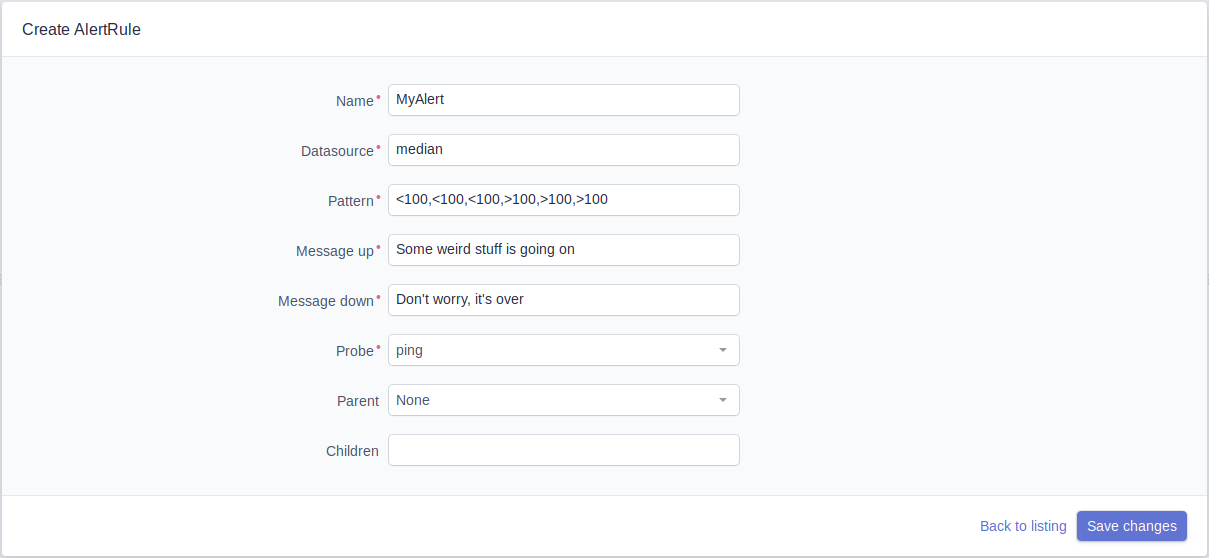 Create AlertRule
Name* MyAlert
Datasource* median
Pattern* <100,<100,<100,>100,>100,>100
Message up* Some weird stuff is going on
Message down* Don't worry, it's over
Probe* ping
Parent None
Children
Back to listing Save changes